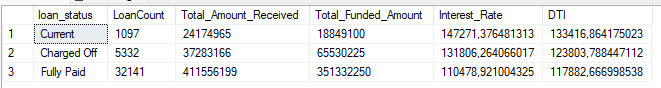 loan_status LoanCount Total_Amount_Received Total_Funded_Amount Interest_Rate DTI
1 Current 1097 24174965 18849100 147271,376481313 133416,864175023
2 Charged Off 5332 37283166 65530225 131806,264066017 123803,788447112
3 Fully Paid 32141 411556199 351332250 110478,921004325 117882,666998538